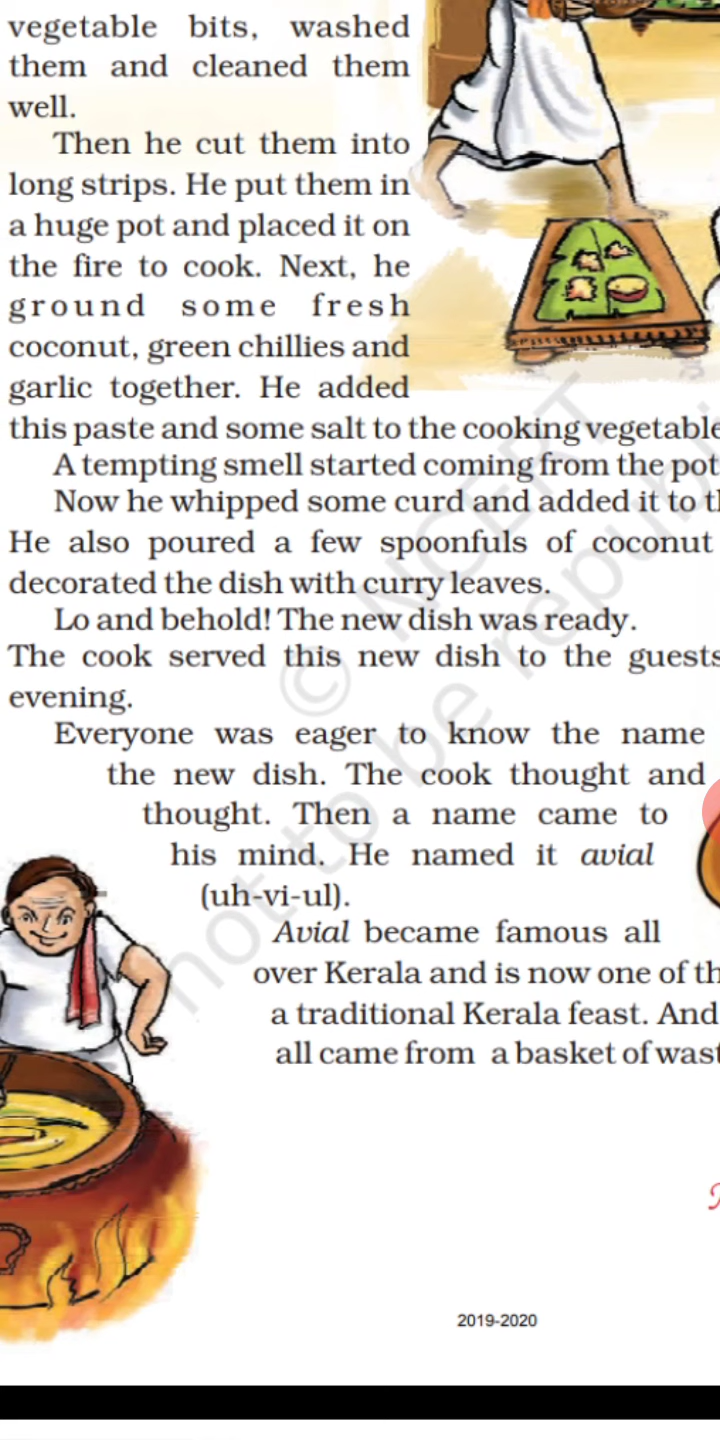 vegetable bits, washed
them and cleaned them
well.
Then he cut them into
long strips. He put them in
a huge pot and placed it on
the fire to cook. Next, he
ground some fresh
coconut, green chillies and
garlic together. He added
this paste and some salt to the cooking vegetable
A tempting smell started coming from the pot
Now he whipped some curd and added it to
He also poured a few spoonfuls of coconut
decorated the dish with curry leaves.
Lo and behold! The new dish was ready.
The cook served this new dish to the guests
evening.
Everyone was eager to know the name
the new dish. The cook thought and
thought. Then a name came to
his mind. He named it avial
(uh-vi-ul).
Avial became famous all
over Kerala and is now one of
a traditional Kerala feast. And
all came from a basket of
© NCERT
not to be
2019-2020